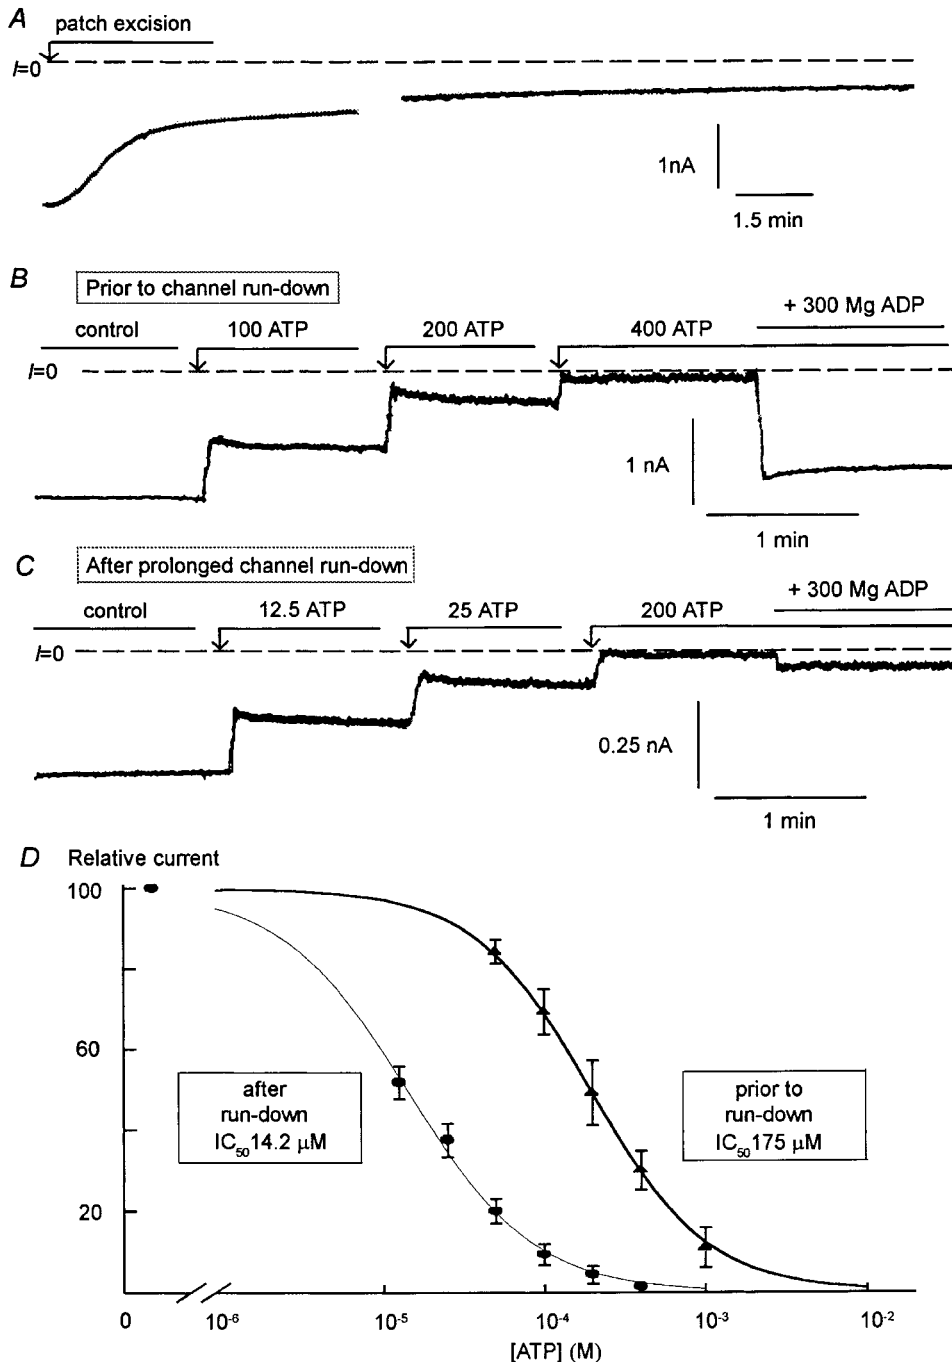 A
patch excision
I=0
1nA
1.5 min
B
Prior to channel run-down
+ 300 Mg ADP
control
100 ATP
200 ATP
400 ATP
I=0
1 nA
1 min
C
After prolonged channel run-down
+ 300 Mg ADP
control
12.5 ATP
25 ATP
200 ATP
I=0
0.25 nA
1 min
D Relative current
100
60
20
after
run-down
IC₅₀14.2 µM
prior to
run-down
IC₅₀175 µM
0
10⁻⁶
10⁻⁵
10⁻⁴
10⁻³
10⁻²
[ATP] (M)